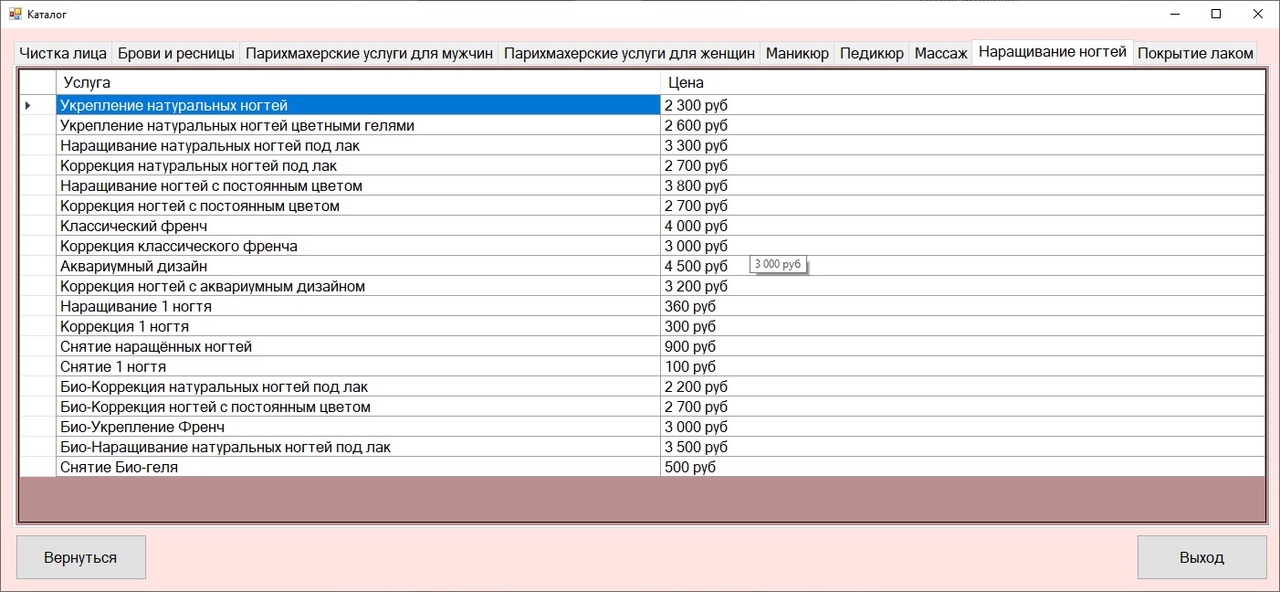 Каталог
Чистка лица Брови и ресницы Парихмахерские услуги для мужчин Парихмахерские услуги для женщин Маникюр Педикюр Массаж Наращивание ногтей Покрытие лаком
Услуга Цена
Укрепление натуральных ногтей 2 300 руб
Укрепление натуральных ногтей цветными гелями 2 600 руб
Наращивание натуральных ногтей под лак 3 300 руб
Коррекция натуральных ногтей под лак 2 700 руб
Наращивание ногтей с постоянным цветом 3 800 руб
Коррекция ногтей с постоянным цветом 2 700 руб
Классический френч 4 000 руб
Коррекция классического френча 3 000 руб
Аквариумный дизайн 4 500 руб 3 000 руб
Коррекция ногтей с аквариумным дизайном 3 200 руб
Наращивание 1 ногтя 360 руб
Коррекция 1 ногтя 300 руб
Снятие наращённых ногтей 900 руб
Снятие 1 ногтя 100 руб
Био-Коррекция натуральных ногтей под лак 2 200 руб
Био-Коррекция ногтей с постоянным цветом 2 700 руб
Био-Укрепление Френч 3 000 руб
Био-Наращивание натуральных ногтей под лак 3 500 руб
Снятие Био-геля 500 руб
Вернуться Выход